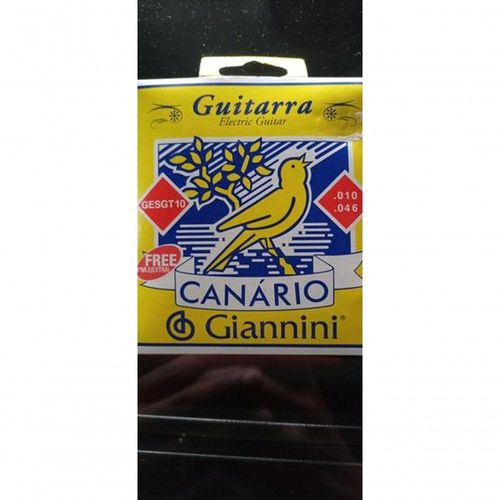 Guitarra
Electric Guitar
GESGT10
.010
.046
FREE
CANÁRIO
Giannini®